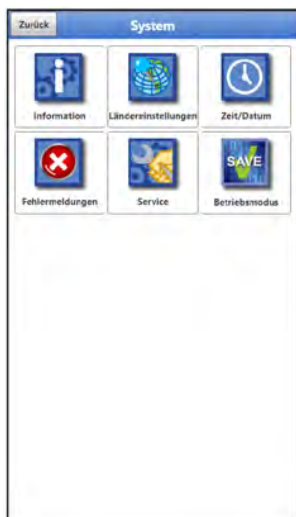 Zurück System
Information Ländereinstellungen Zeit/Datum
SAVE
Fehlermeldungen Service Betriebsmodus